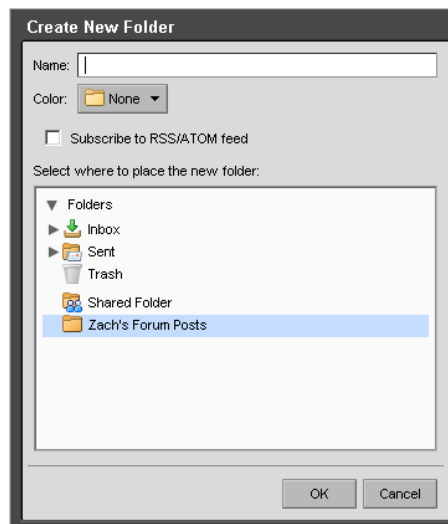 Create New Folder
Name:
Color: None
Subscribe to RSS/ATOM feed
Select where to place the new folder:
Folders
Inbox
Sent
Trash
Shared Folder
Zach's Forum Posts
OK Cancel